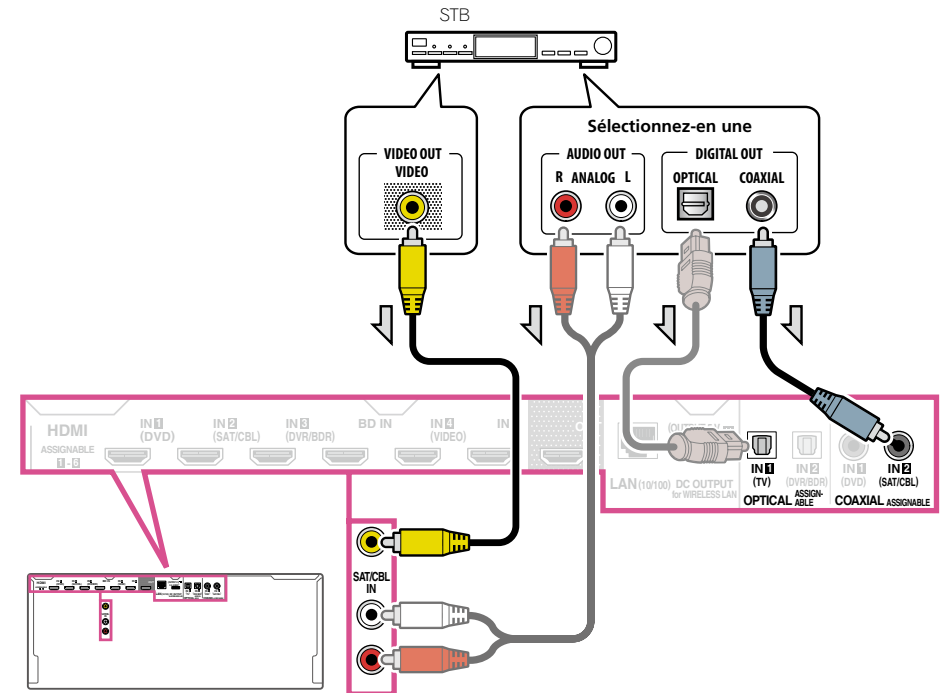 STB
Sélectionnez-en une
VIDEO OUT
VIDEO
AUDIO OUT
R ANALOG L
DIGITAL OUT
OPTICAL COAXIAL
HDMI
ASSIGNABLE
1 - 6
IN 1
(DVD)
IN 2
(SAT/CBL)
IN 3
(DVR/BDR)
BD IN
IN 4
(VIDEO)
IN
LAN (10/100)
DC OUTPUT
for WIRELESS LAN
IN 1
(TV)
IN 2
(DVR/BDR)
OPTICAL ASSIGN-
ABLE
IN 1
(DVD)
IN 2
(SAT/CBL)
COAXIAL ASSIGNABLE
SAT/CBL
IN